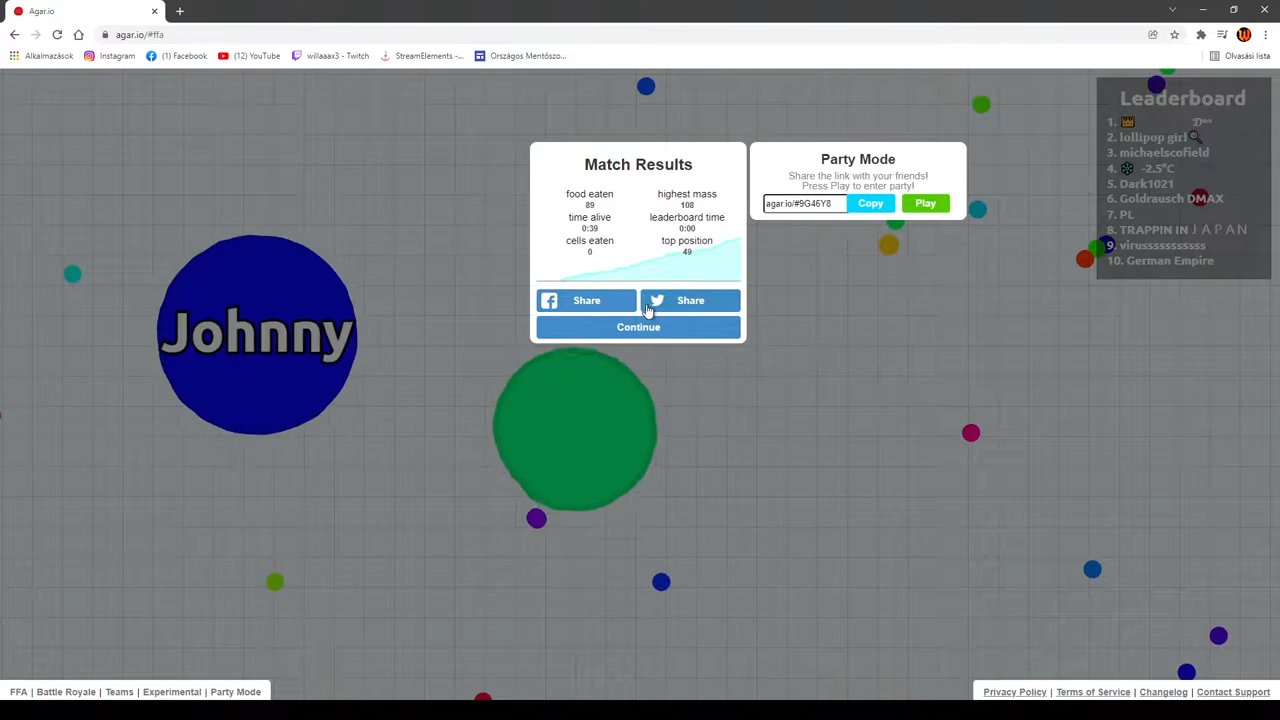 Agar.io
agar.io/#ffa
Alkalmazások
Instagram
(1) Facebook
(12) YouTube
willaaax3 - Twitch
StreamElements -...
Országos Mentőszo...
Olvasási lista
Leaderboard
1. 👑
2. lollipop girl🔍
3. michaelscofield
4. -2.5°C
5. Dark1021
6. Goldrausch DMAX
7. PL
8. TRAPPIN IN J A P A N
9. virusssssssssss
10. German Empire
Match Results
food eaten
89
highest mass
108
time alive
0:39
leaderboard time
0:00
cells eaten
0
top position
49
Share
Share
Continue
Party Mode
Share the link with your friends!
Press Play to enter party!
agar.io/#9G46Y8
Copy
Play
Johnny
FFA | Battle Royale | Teams | Experimental | Party Mode
Privacy Policy | Terms of Service | Changelog | Contact Support